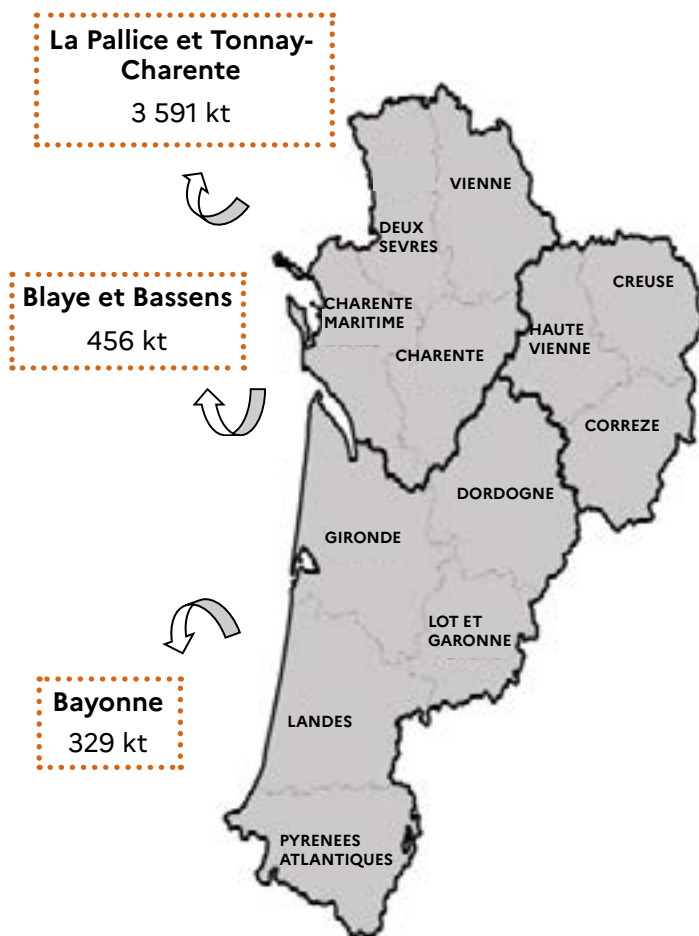 La Pallice et Tonnay-
Charente
3 591 kt
VIENNE
DEUX
SEVRES
Blaye et Bassens
456 kt
CREUSE
CHARENTE
MARITIME
HAUTE
VIENNE
CHARENTE
CORREZE
DORDOGNE
GIRONDE
LOT ET
GARONNE
Bayonne
329 kt
LANDES
PYRENEES
ATLANTIQUES